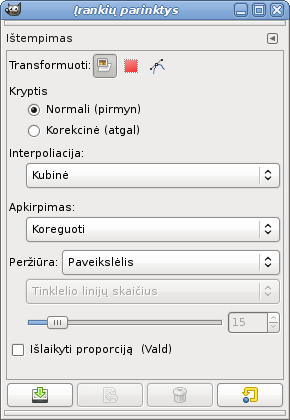 Įrankių parinktys
Ištempimas
Transformuoti:
Kryptis
Normali (pirmyn)
Korekcinė (atgal)
Interpoliacija:
Kubinė
Apkirpimas:
Koreguoti
Peržiūra: Paveikslėlis
Tinklelio linijų skaičius
15
Išlaikyti proporciją (Vald)